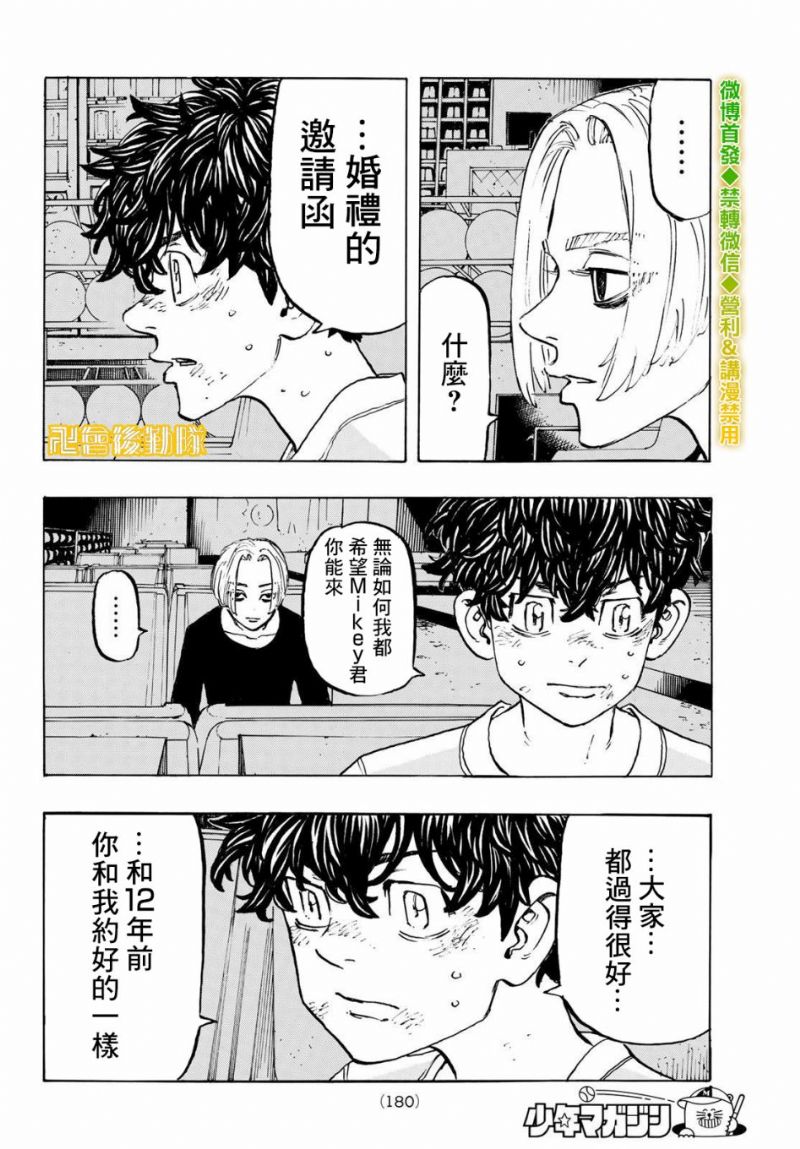 ……
什麼?
…婚禮的
邀請函
微博首發◆禁轉微信◆營利&講漫禁用
卍會後勤隊
無論如何我都
希望Mikey君
你能來
……
…大家…
都過得很好…
…和12年前
你和我約好的一樣
(180)
少年マガジン